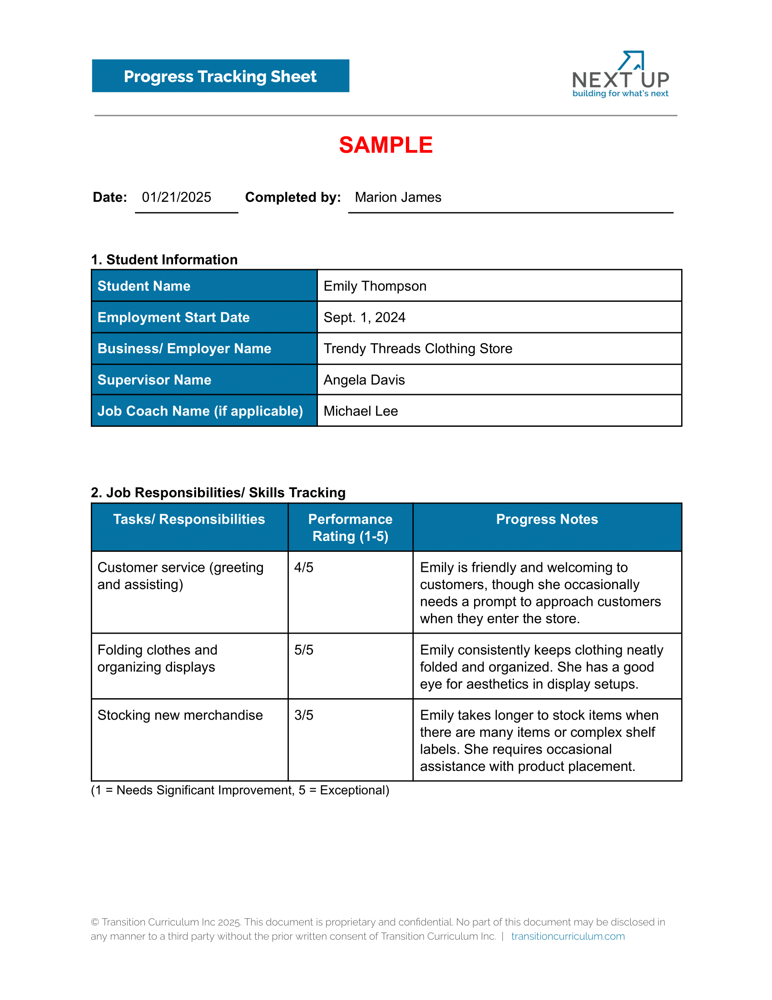 Progress Tracking Sheet
NEXT UP
building for what's next
SAMPLE
Date: 01/21/2025 Completed by: Marion James
1. Student Information
Student Name Emily Thompson
Employment Start Date Sept. 1, 2024
Business/ Employer Name Trendy Threads Clothing Store
Supervisor Name Angela Davis
Job Coach Name (if applicable) Michael Lee
2. Job Responsibilities/ Skills Tracking
Tasks/ Responsibilities
Performance
Rating (1-5)
Progress Notes
Customer service (greeting
and assisting)
4/5
Emily is friendly and welcoming to
customers, though she occasionally
needs a prompt to approach customers
when they enter the store.
Folding clothes and
organizing displays
5/5
Emily consistently keeps clothing neatly
folded and organized. She has a good
eye for aesthetics in display setups.
Stocking new merchandise
3/5
Emily takes longer to stock items when
there are many items or complex shelf
labels. She requires occasional
assistance with product placement.
(1 = Needs Significant Improvement, 5 = Exceptional)
© Transition Curriculum Inc 2025. This document is proprietary and confidential. No part of this document may be disclosed in
any manner to a third party without the prior written consent of Transition Curriculum Inc. | transitioncurriculum.com